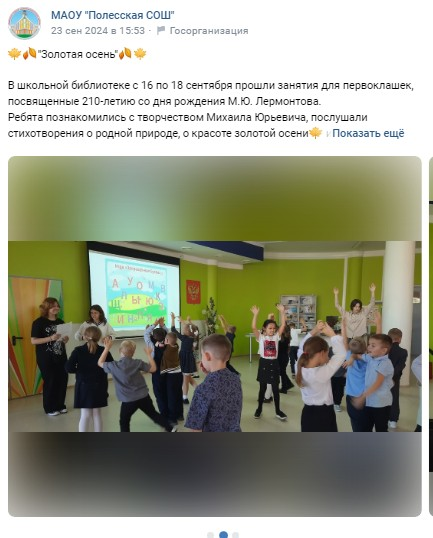 МАОУ "Полесская СОШ"
23 сен 2024 в 15:53 · Госорганизация
🍁🍂"Золотая осень"🍂🍁
В школьной библиотеке с 16 по 18 сентября прошли занятия для первоклашек,
посвященные 210-летию со дня рождения М.Ю. Лермонтова.
Ребята познакомились с творчеством Михаила Юрьевича, послушали
стихотворения о родной природе, о красоте золотой осени🍁 › Показать ещё
А У О И
Ы Ю